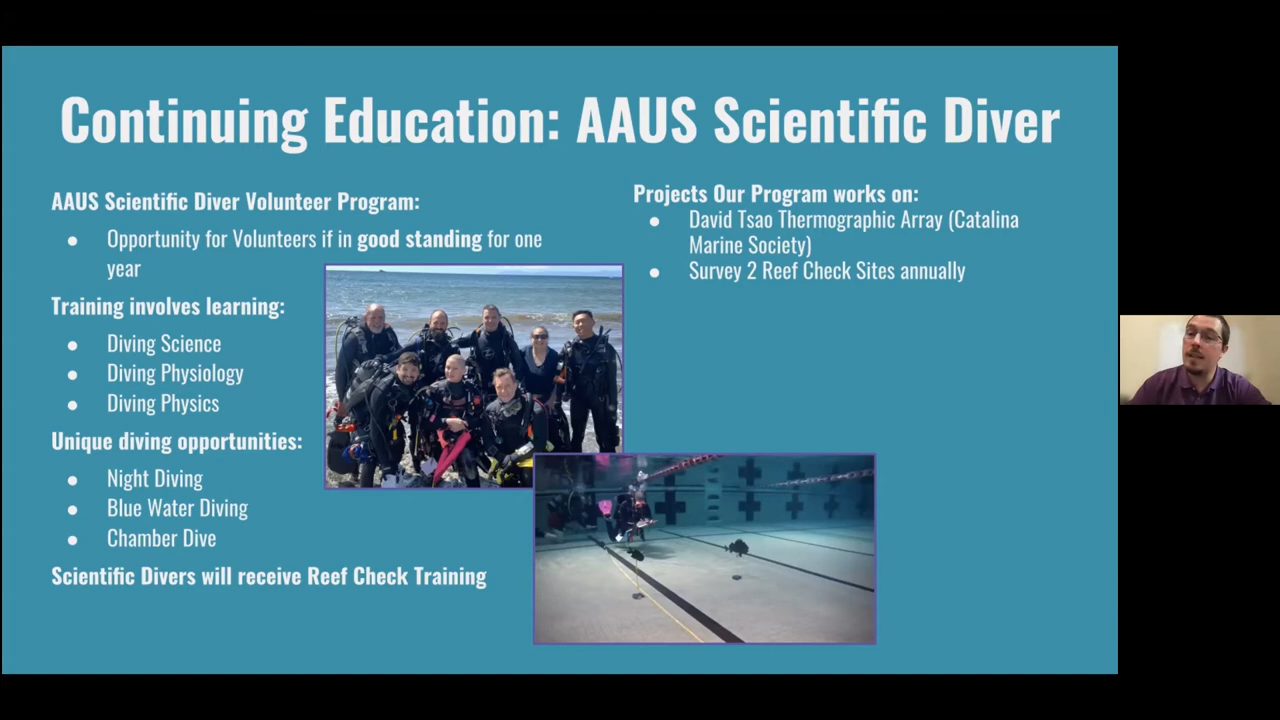 Continuing Education: AAUS Scientific Diver
AAUS Scientific Diver Volunteer Program:
● Opportunity for Volunteers if in good standing for one
year
Training involves learning:
● Diving Science
● Diving Physiology
● Diving Physics
Unique diving opportunities:
● Night Diving
● Blue Water Diving
● Chamber Dive
Scientific Divers will receive Reef Check Training
Projects Our Program works on:
● David Tsao Thermographic Array (Catalina
Marine Society)
● Survey 2 Reef Check Sites annually